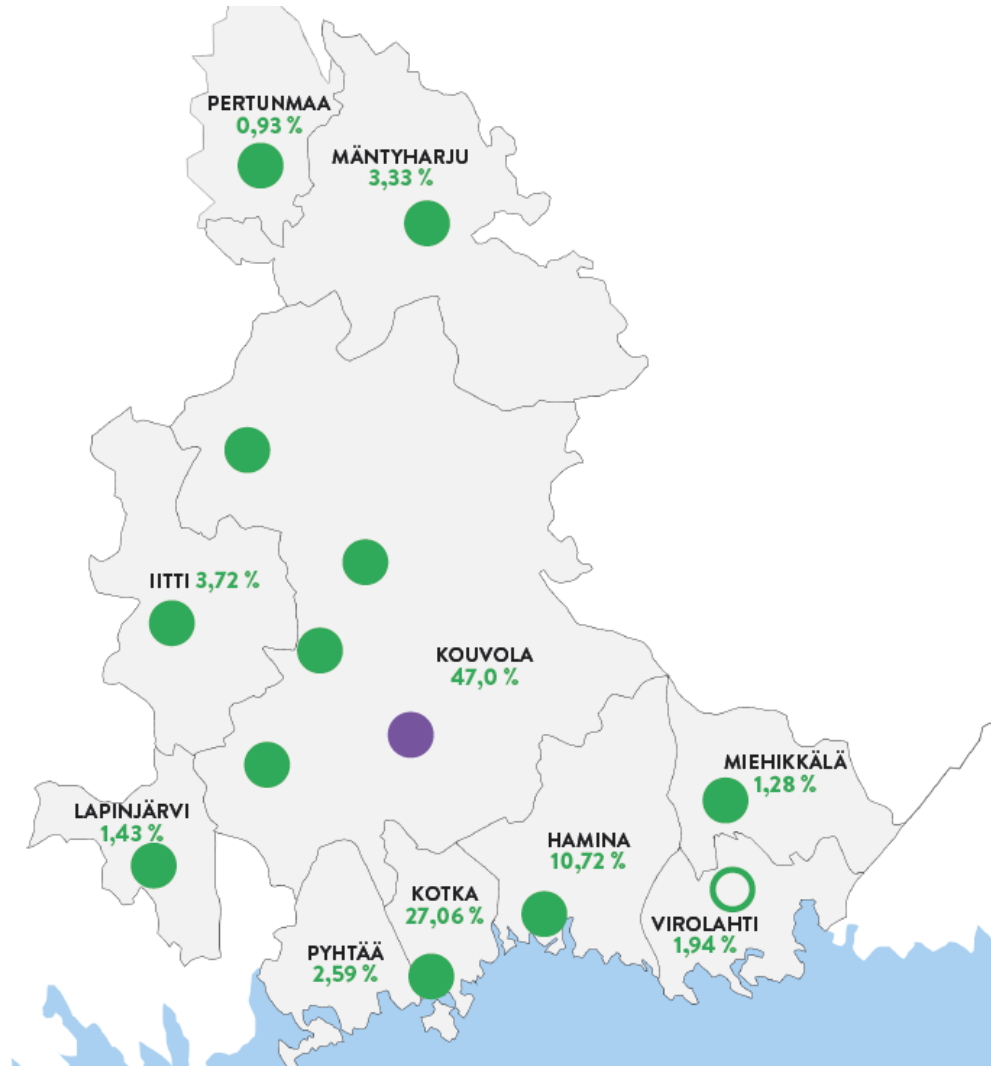 PERTUNMAA
0,93 %
MÄNTYHARJU
3,33 %
IITTI 3,72 %
KOUVOLA
47,0 %
MIEHIKKÄLÄ
1,28 %
LAPINJÄRVI
1,43 %
HAMINA
10,72 %
KOTKA
27,06 %
VIROLAHTI
1,94 %
PYHTÄÄ
2,59 %